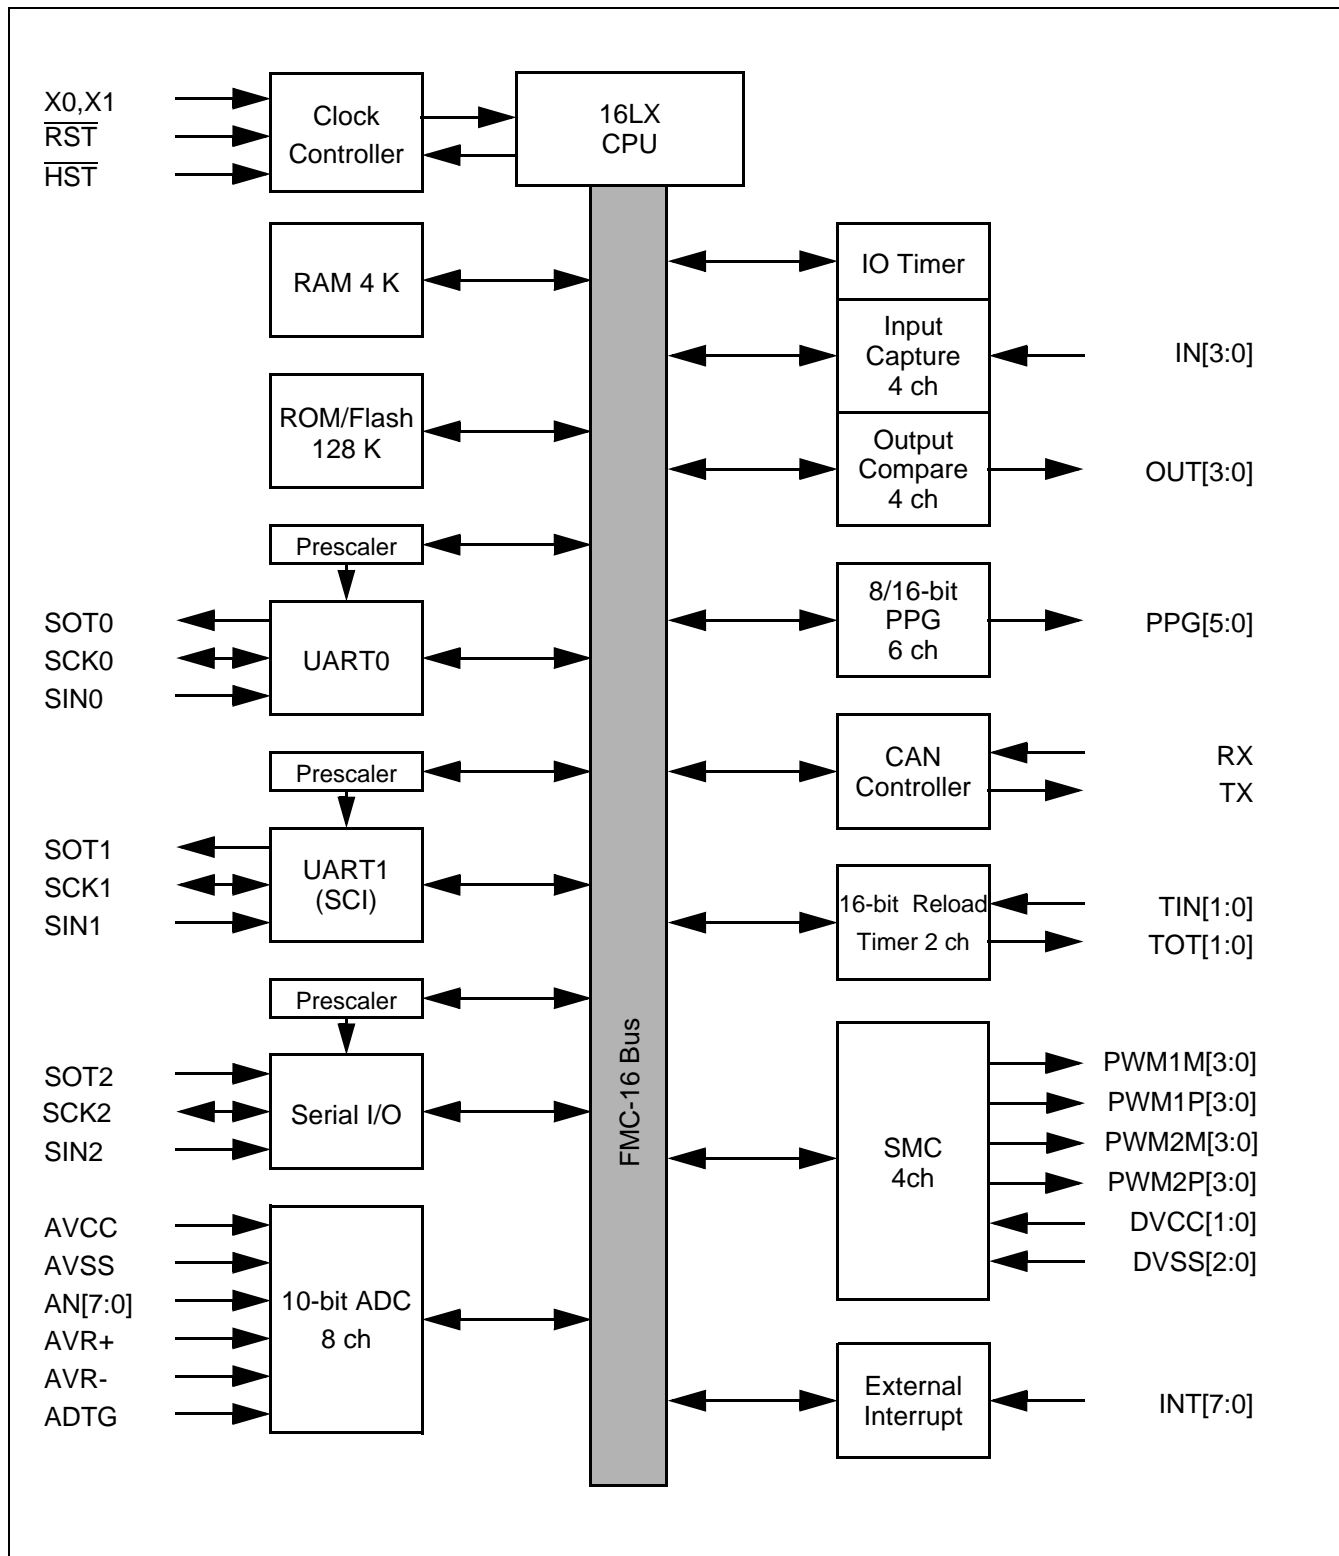 X0,X1
RST
HST
Clock
Controller
16LX
CPU
RAM 4 K
ROM/Flash
128 K
Prescaler
SOT0
SCK0
SIN0
UART0
Prescaler
SOT1
SCK1
SIN1
UART1
(SCI)
Prescaler
SOT2
SCK2
SIN2
Serial I/O
AVCC
AVSS
AN[7:0]
AVR+
AVR-
ADTG
10-bit ADC
8 ch
FMC-16 Bus
IO Timer
Input
Capture
4 ch
IN[3:0]
Output
Compare
4 ch
OUT[3:0]
8/16-bit
PPG
6 ch
PPG[5:0]
CAN
Controller
RX
TX
16-bit Reload
Timer 2 ch
TIN[1:0]
TOT[1:0]
SMC
4ch
PWM1M[3:0]
PWM1P[3:0]
PWM2M[3:0]
PWM2P[3:0]
DVCC[1:0]
DVSS[2:0]
External
Interrupt
INT[7:0]